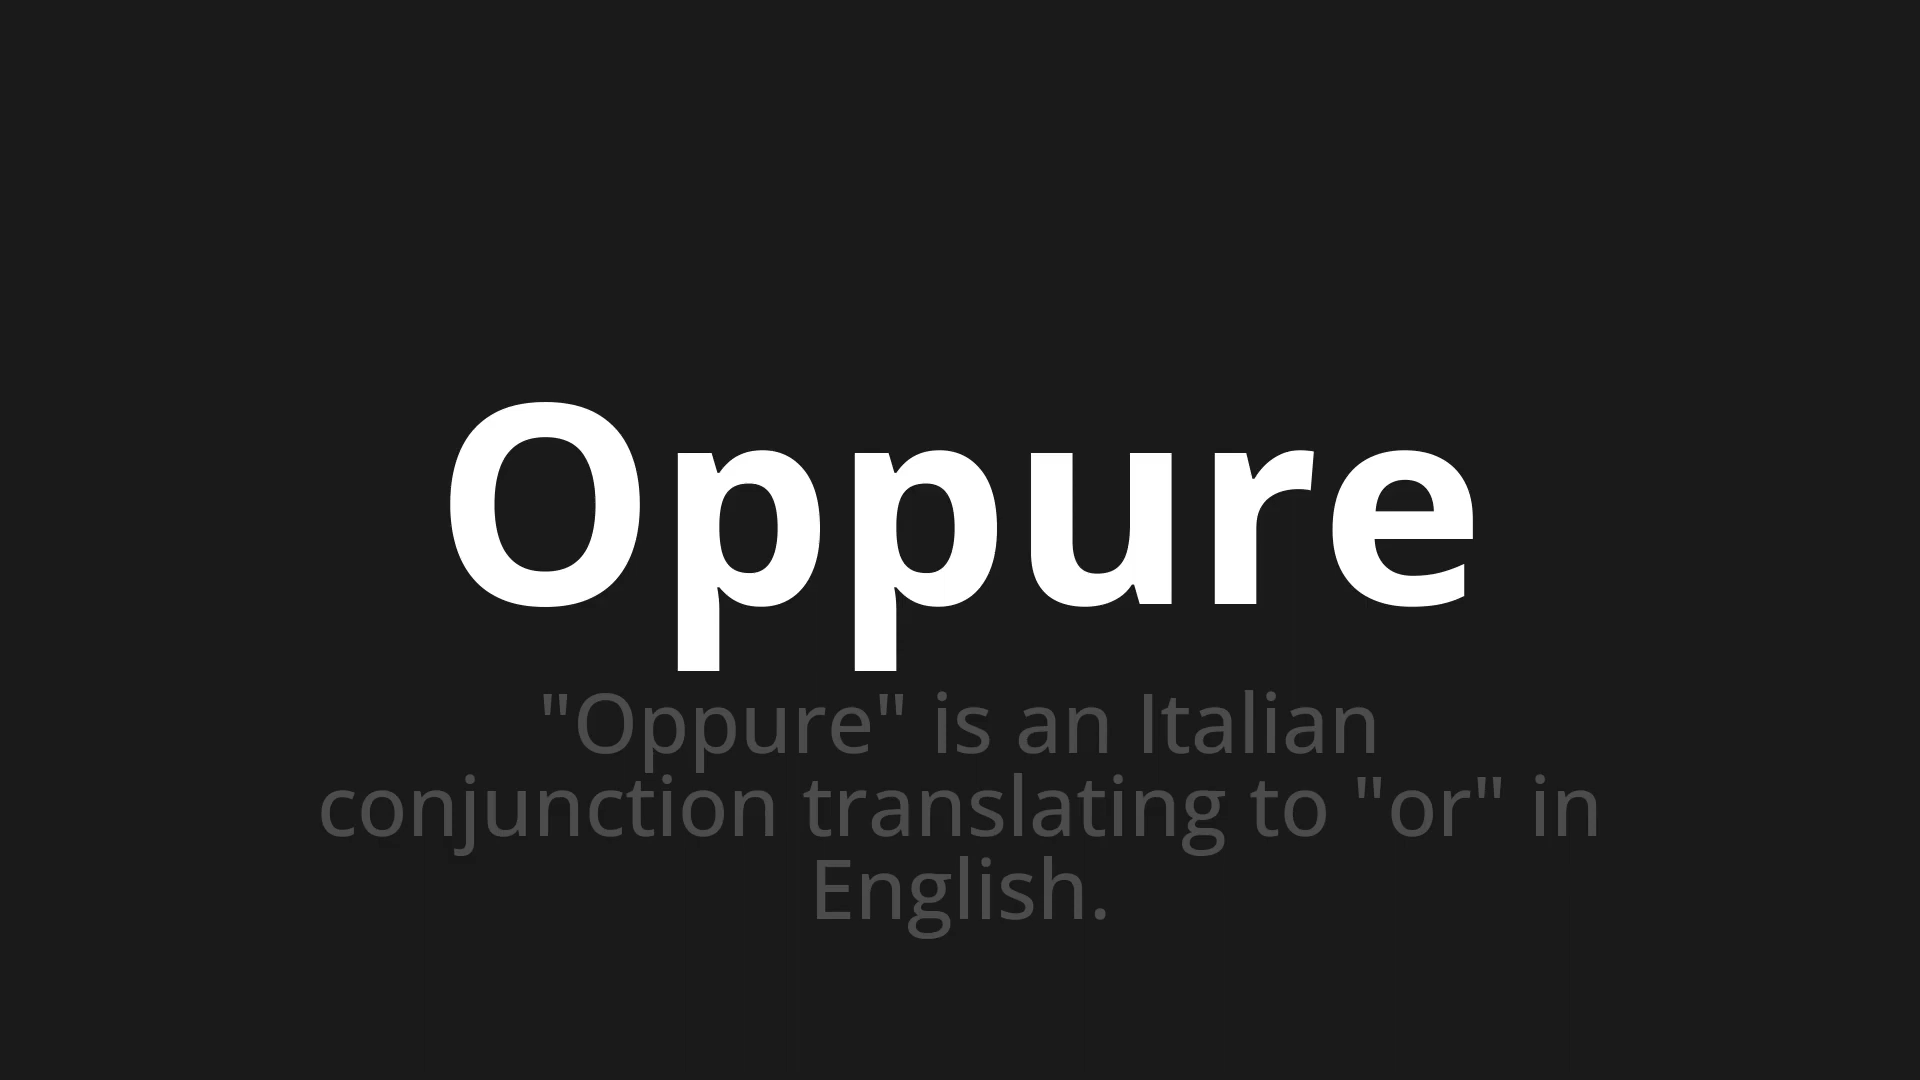 Oppure
"Oppure" is an Italian
conjunction translating to "or" in
English.